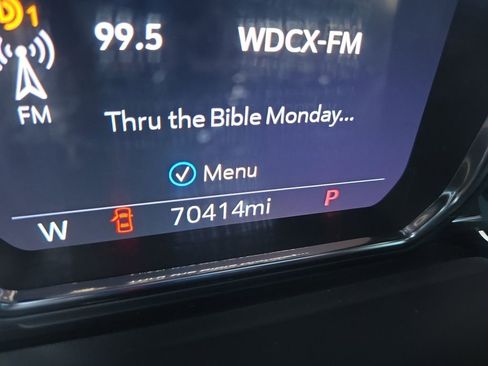 1
99.5 WDCX-FM
FM
Thru the Bible Monday...
Menu
W 70414mi P